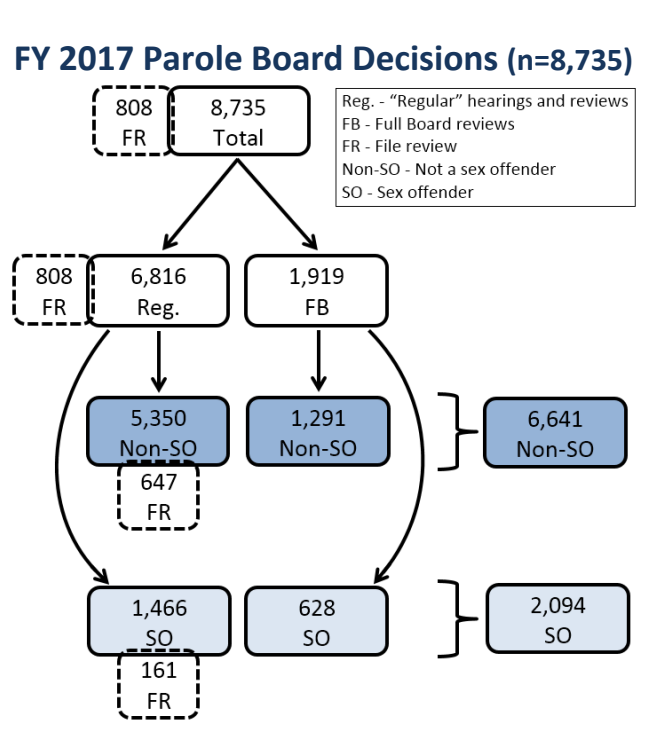 FY 2017 Parole Board Decisions (n=8,735)
808
FR
8,735
Total
Reg. - “Regular” hearings and reviews
FB - Full Board reviews
FR - File review
Non-SO - Not a sex offender
SO - Sex offender
808
FR
6,816
Reg.
1,919
FB
5,350
Non-SO
647
FR
1,291
Non-SO
6,641
Non-SO
1,466
SO
161
FR
628
SO
2,094
SO